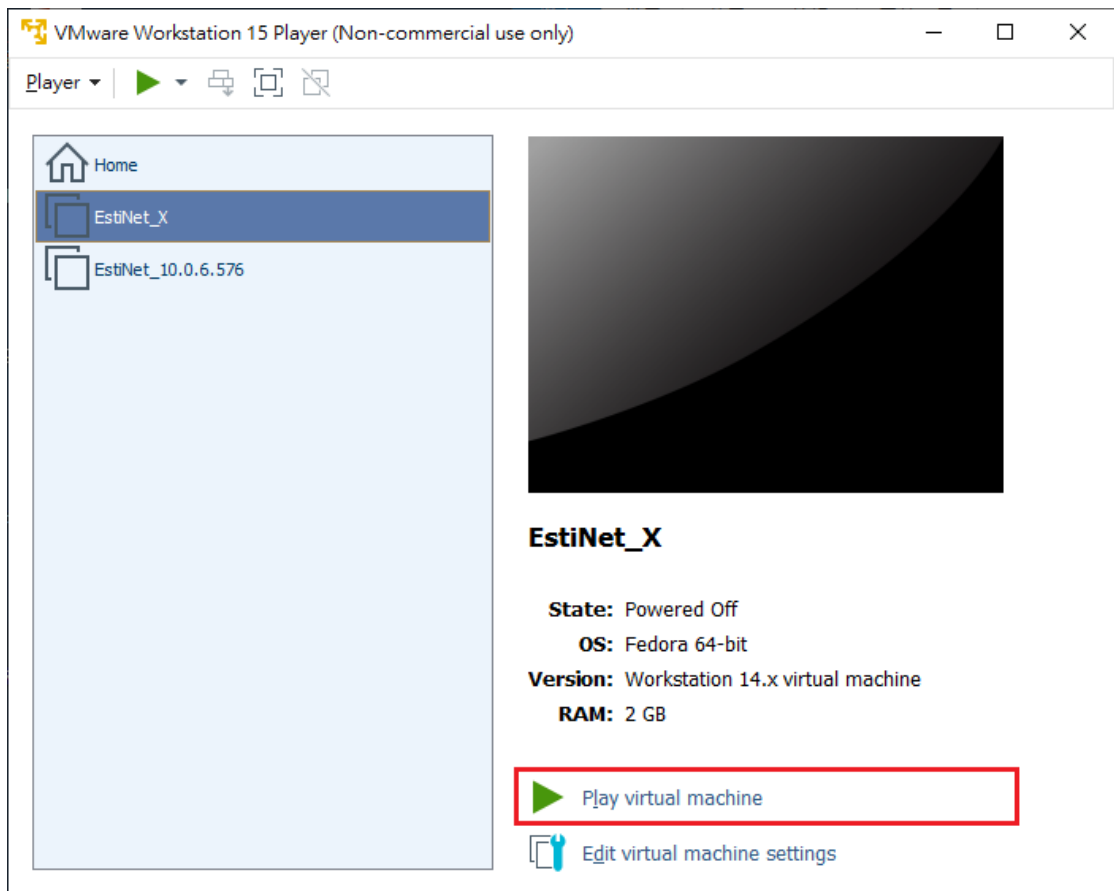 VMware Workstation 15 Player (Non-commercial use only)
Player
Home
EstiNet_X
EstiNet_10.0.6.576
EstiNet_X
State: Powered Off
OS: Fedora 64-bit
Version: Workstation 14.x virtual machine
RAM: 2 GB
Play virtual machine
Edit virtual machine settings